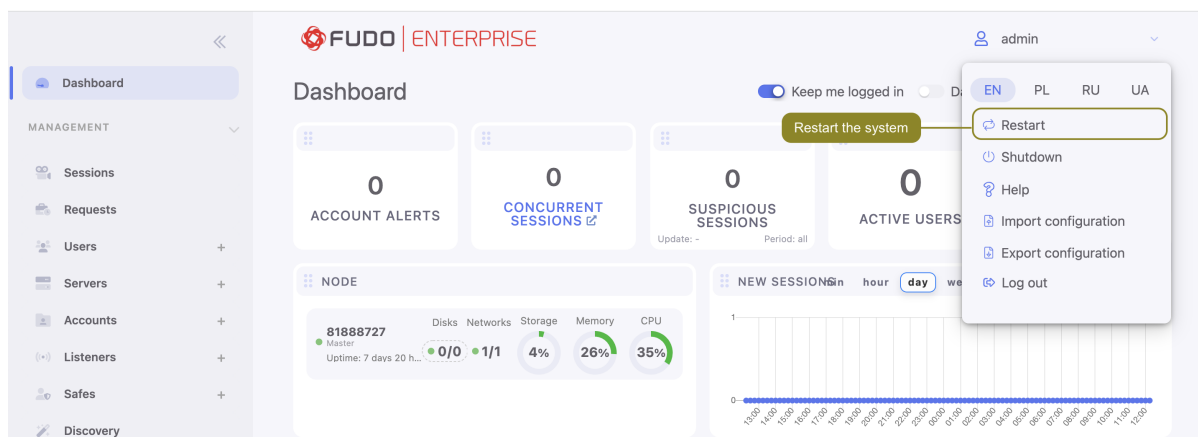 FUDO ENTERPRISE
admin
Dashboard
MANAGEMENT
Sessions
Requests
Users
Servers
Accounts
Listeners
Safes
Discovery
Dashboard
Keep me logged in
EN PL RU UA
Restart the system
Restart
Shutdown
Help
Import configuration
Export configuration
Log out
0
ACCOUNT ALERTS
0
CONCURRENT
SESSIONS
0
SUSPICIOUS
SESSIONS
Update: - Period: all
0
ACTIVE USERS
NODE
81888727
Master
Uptime: 7 days 20 h...
Disks Networks Storage Memory CPU
0/0 1/1 4% 26% 35%
NEW SESSIONS hour day
1
0
13:00 14:00 15:00 16:00 17:00 18:00 19:00 20:00 21:00 22:00 23:00 00:00 01:00 02:00 03:00 04:00 05:00 06:00 07:00 08:00 09:00 10:00 11:00 12:00